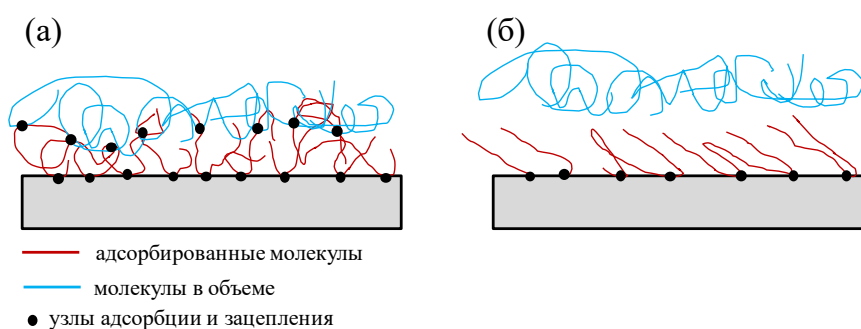 (а)
(б)
адсорбированные молекулы
молекулы в объеме
узлы адсорбции и зацепления